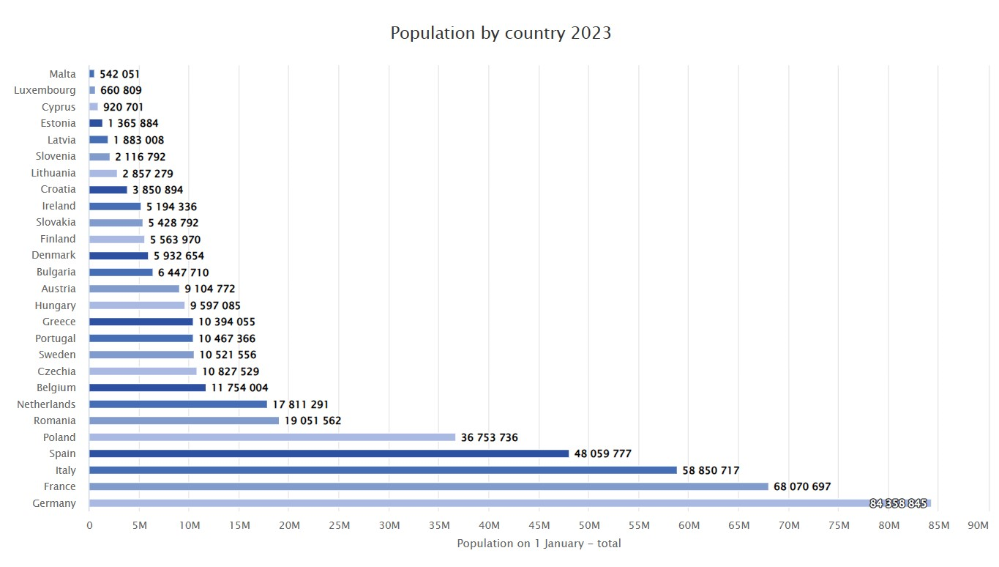 Population by country 2023
Malta 542 051
Luxembourg 660 809
Cyprus 920 701
Estonia 1 365 884
Latvia 1 883 008
Slovenia 2 116 792
Lithuania 2 857 279
Croatia 3 850 894
Ireland 5 194 336
Slovakia 5 428 792
Finland 5 563 970
Denmark 5 932 654
Bulgaria 6 447 710
Austria 9 104 772
Hungary 9 597 085
Greece 10 394 055
Portugal 10 467 366
Sweden 10 521 556
Czechia 10 827 529
Belgium 11 754 004
Netherlands 17 811 291
Romania 19 051 562
Poland 36 753 736
Spain 48 059 777
Italy 58 850 717
France 68 070 697
Germany 84 358 845
0 5M 10M 15M 20M 25M 30M 35M 40M 45M 50M 55M 60M 65M 70M 75M 80M 85M 90M
Population on 1 January – total